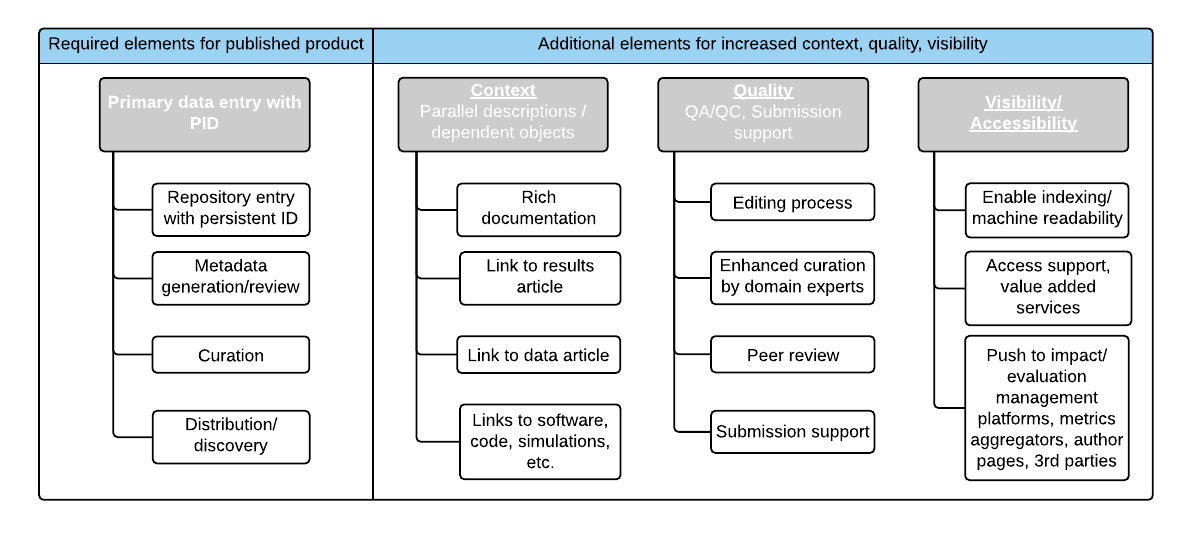 Required elements for published product
Additional elements for increased context, quality, visibility
Primary data entry with
PID
Repository entry
with persistent ID
Metadada
generation/review
Curation
Distribution/
discovery
Context
Parallel descriptions /
dependent objects
Rich
documentation
Link to results
article
Link to data article
Links to software,
code, simulations,
etc.
Quality
QA/QC, Submission
support
Editing process
Enhanced curation
by domain experts
Peer review
Submission support
Visibility/
Accessibility
Enable indexing/
machine readability
Access support,
value added
services
Push to impact/
evaluation
management
platforms, metrics
aggregators, author
pages, 3rd parties